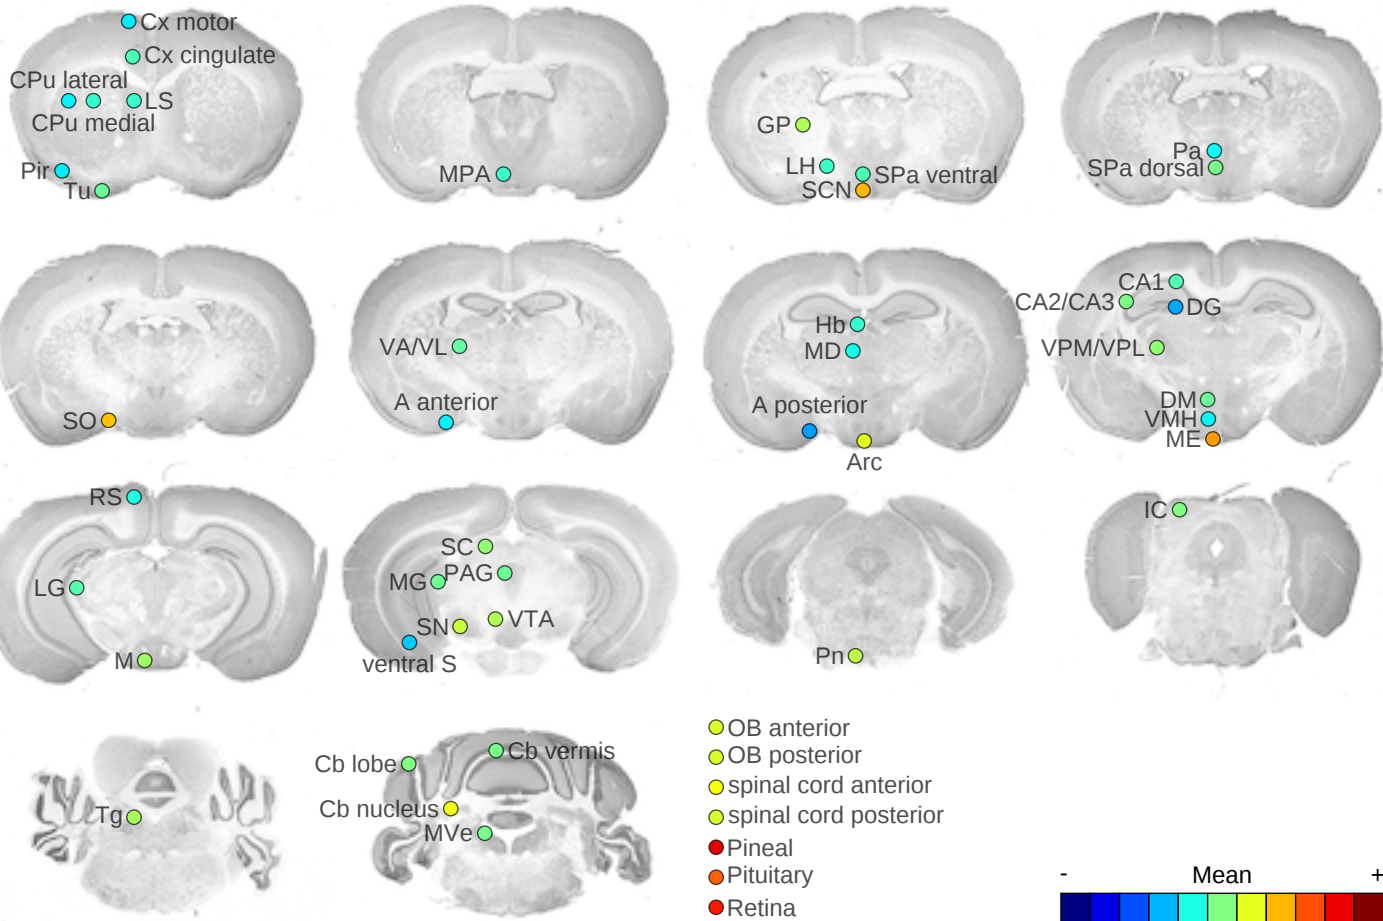 Cx motor
Cx cingulate
CPu lateral
LS
CPu medial
Pir
Tu
MPA
GP
LH
SPa ventral
SCN
Pa
SPa dorsal
SO
VA/VL
A anterior
Hb
MD
A posterior
Arc
CA1
CA2/CA3
DG
VPM/VPL
DM
VMH
ME
RS
LG
M
SC
MG
PAG
SN
VTA
ventral S
Pn
IC
Tg
Cb lobe
Cb vermis
Cb nucleus
MVe
OB anterior
OB posterior
spinal cord anterior
spinal cord posterior
Pineal
Pituitary
Retina
- Mean +